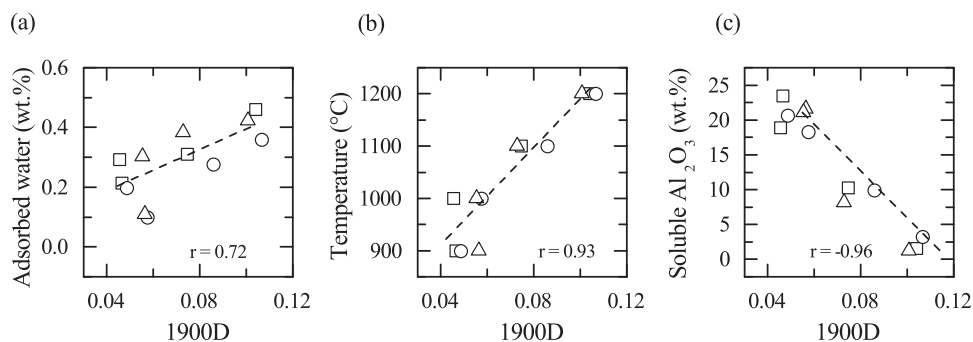 (a)
(b)
(c)
Adsorbed water (wt.%)
0.6
0.4
0.2
0.0
r = 0.72
0.04
0.08
0.12
1900D
Temperature (°C)
1200
1100
1000
900
r = 0.93
0.04
0.08
0.12
1900D
Soluble Al2O3 (wt.%)
25
20
15
10
5
0
r = -0.96
0.04
0.08
0.12
1900D